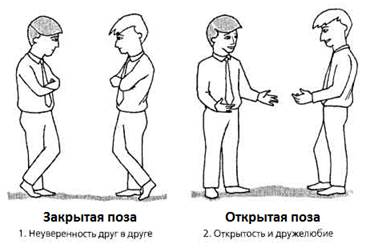 Закрытая поза
1. Неуверенность друг в друге
Открытая поза
2. Открытость и дружелюбие